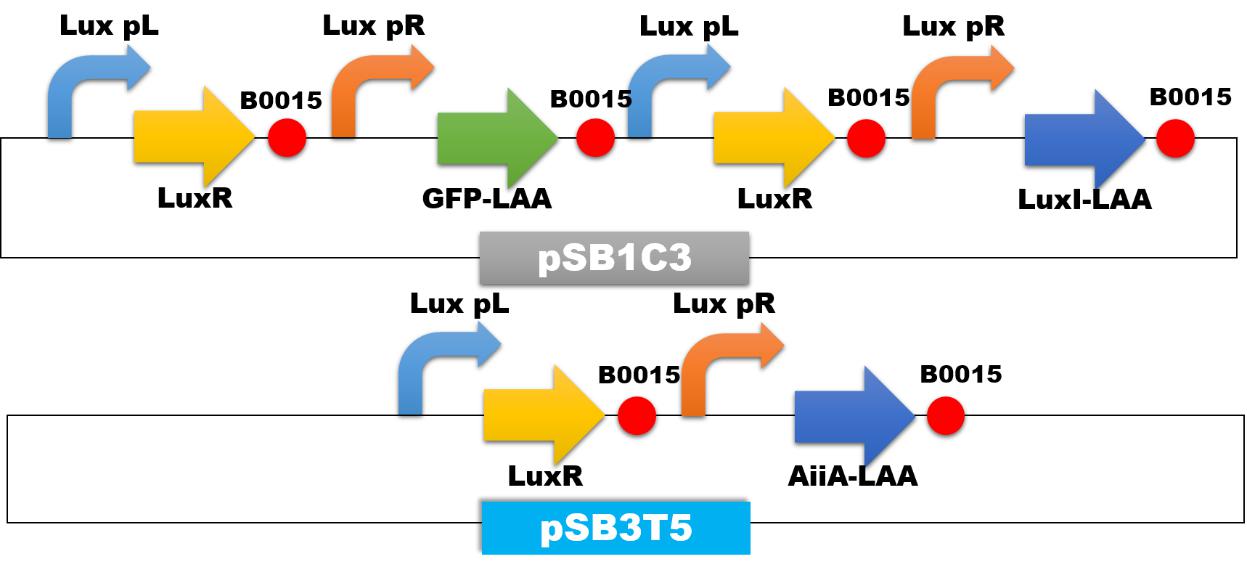 Lux pL
Lux pR
Lux pL
Lux pR
B0015
B0015
B0015
B0015
LuxR
GFP-LAA
LuxR
LuxI-LAA
pSB1C3
Lux pL
Lux pR
B0015
B0015
LuxR
AiiA-LAA
pSB3T5